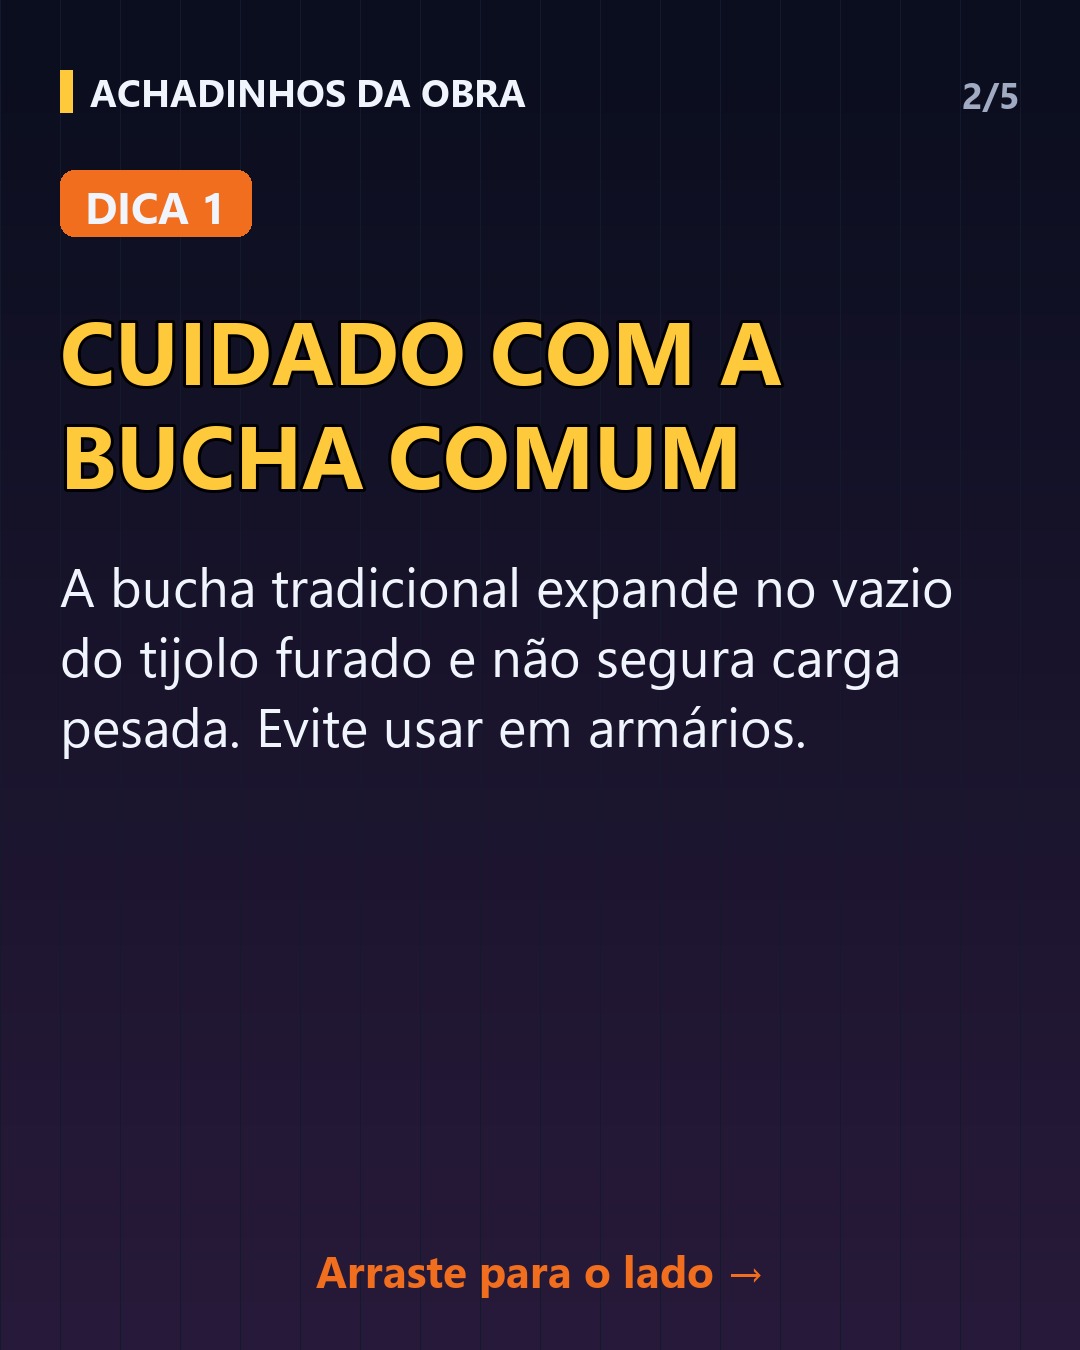 ACHADINHOS DA OBRA
2/5
DICA 1
CUIDADO COM A
BUCHA COMUM
A bucha tradicional expande no vazio
do tijolo furado e não segura carga
pesada. Evite usar em armários.
Arraste para o lado →